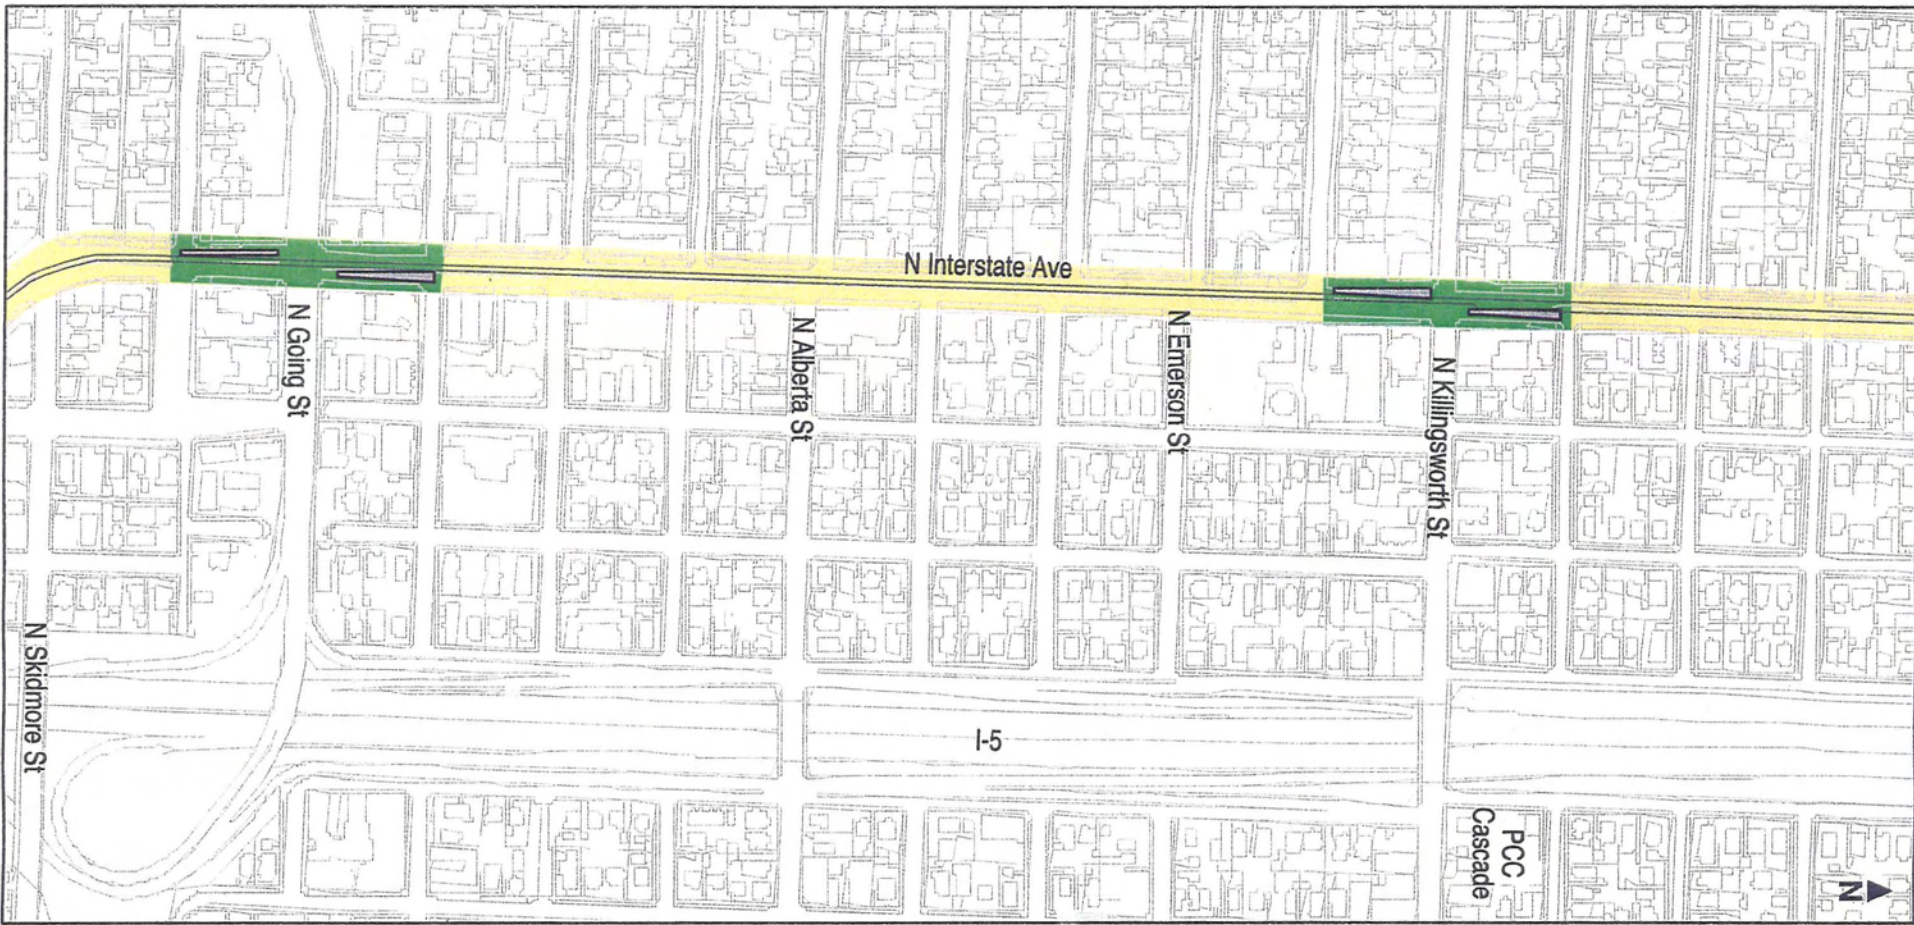 N Interstate Ave
N Going St
N Alberta St
N Emerson St
N Killingsworth St
N Skidmore St
I-5
PCC
Cascade
N